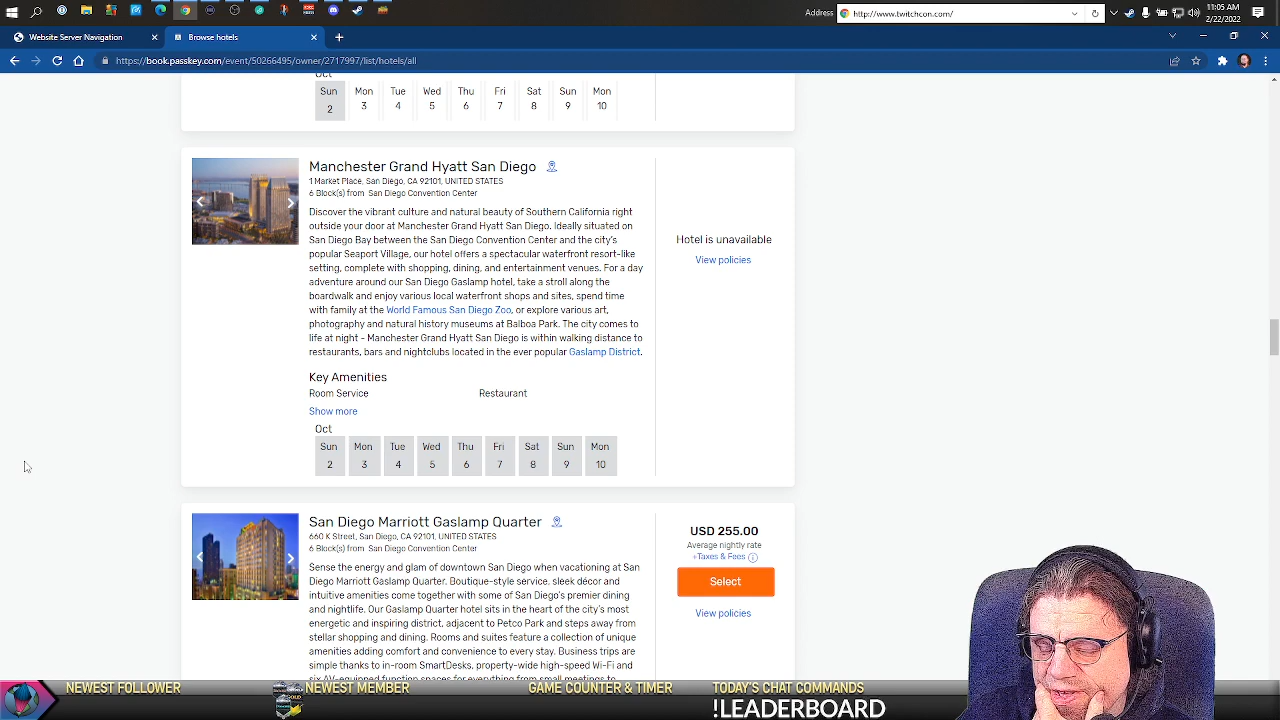 Address http://www.twitchcon.com/
11:05 AM
2/22/2022
Website Server Navigation
Browse hotels
https://book.passkey.com/event/50266495/owner/2717997/list/hotels/all
Oct
Sun Mon Tue Wed Thu Fri Sat Sun Mon
2 3 4 5 6 7 8 9 10
Manchester Grand Hyatt San Diego
1 Market Place, San Diego, CA 92101, UNITED STATES
6 Block(s) from San Diego Convention Center
Discover the vibrant culture and natural beauty of Southern California right
outside your door at Manchester Grand Hyatt San Diego. Ideally situated on
San Diego Bay between the San Diego Convention Center and the city's
popular Seaport Village, our hotel offers a spectacular waterfront resort-like
setting, complete with shopping, dining, and entertainment venues. For a day
adventure around our San Diego Gaslamp hotel, take a stroll along the
boardwalk and enjoy various local waterfront shops and sites, spend time
with family at the World Famous San Diego Zoo, or explore various art,
photography and natural history museums at Balboa Park. The city comes to
life at night - Manchester Grand Hyatt San Diego is within walking distance to
restaurants, bars and nightclubs located in the ever popular Gaslamp District.
Hotel is unavailable
View policies
Key Amenities
Room Service Restaurant
Show more
Oct
Sun Mon Tue Wed Thu Fri Sat Sun Mon
2 3 4 5 6 7 8 9 10
San Diego Marriott Gaslamp Quarter
660 K Street, San Diego, CA 92101, UNITED STATES
6 Block(s) from San Diego Convention Center
Sense the energy and glam of downtown San Diego when vacationing at San
Diego Marriott Gaslamp Quarter. Boutique-style service, sleek décor and
intuitive amenities come together with some of San Diego's premier dining
and nightlife. Our Gaslamp Quarter hotel sits in the heart of the city's most
energetic and inspiring district, adjacent to Petco Park and steps away from
stellar shopping and dining. Rooms and suites feature a collection of unique
amenities adding comfort and convenience to every stay. Business trips are
simple thanks to in-room SmartDesks, property-wide high-speed Wi-Fi and
six AV-equipped function spaces for everything from small meetings to
USD 255.00
Average nightly rate
+Taxes & Fees
Select
View policies
NEWEST FOLLOWER
NEWEST MEMBER
GAME COUNTER & TIMER
TODAY'S CHAT COMMANDS
!LEADERBOARD